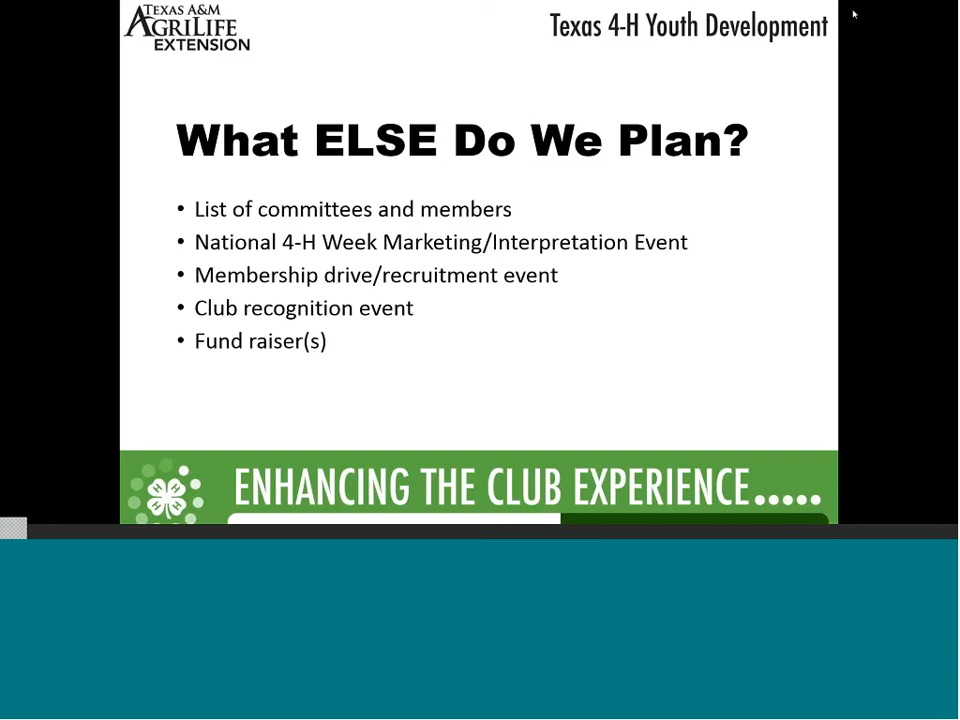 TEXAS A&M
AGRILIFE
EXTENSION
Texas 4-H Youth Development
What ELSE Do We Plan?
• List of committees and members
• National 4-H Week Marketing/Interpretation Event
• Membership drive/recruitment event
• Club recognition event
• Fund raiser(s)
H H
H H
ENHANCING THE CLUB EXPERIENCE.....